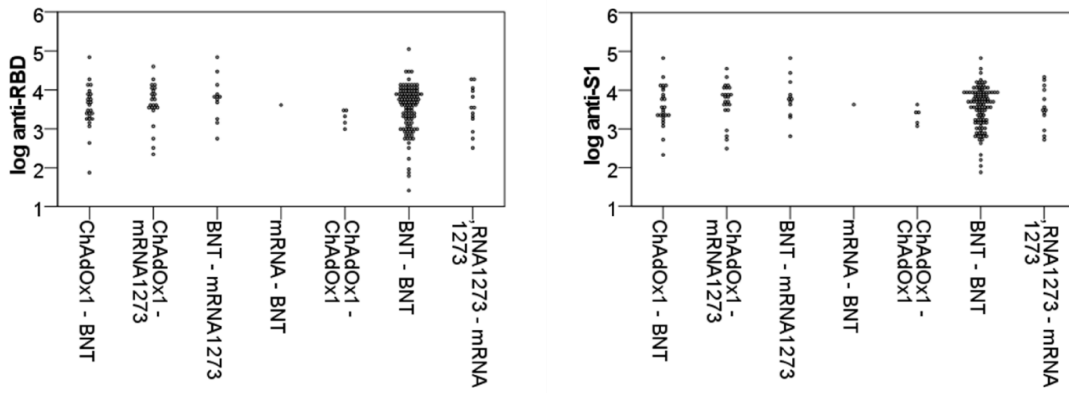 log anti-RBD
6
5
4
3
2
1
ChAdOx1 - BNT
ChAdOx1 -
mRNA1273
BNT - mRNA1273
mRNA - BNT
ChAdOx1 -
ChAdOx1
BNT - BNT
,RNA1273 - mRNA
1273
log anti-S1
6
5
4
3
2
1
ChAdOx1 - BNT
ChAdOx1 -
mRNA1273
BNT - mRNA1273
mRNA - BNT
ChAdOx1 -
ChAdOx1
BNT - BNT
,RNA1273 - mRNA
1273